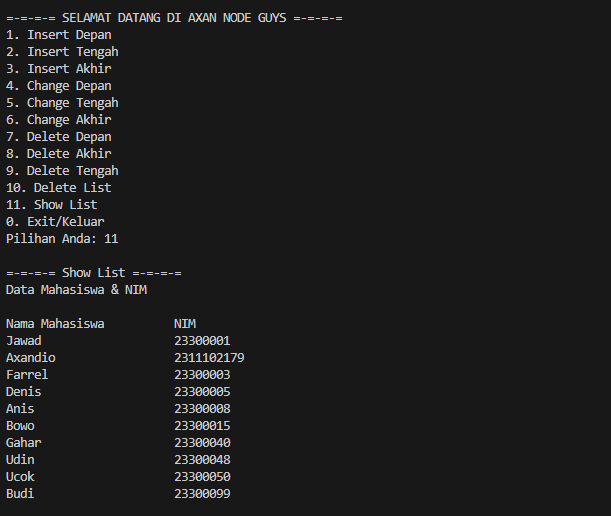 =-=-=-= SELAMAT DATANG DI AXAN NODE GUYS =-=-=-=
1. Insert Depan
2. Insert Tengah
3. Insert Akhir
4. Change Depan
5. Change Tengah
6. Change Akhir
7. Delete Depan
8. Delete Akhir
9. Delete Tengah
10. Delete List
11. Show List
0. Exit/Keluar
Pilihan Anda: 11
=-=-=-= Show List =-=-=-=
Data Mahasiswa & NIM
Nama Mahasiswa NIM
Jawad 23300001
Axandio 2311102179
Farrel 23300003
Denis 23300005
Anis 23300008
Bowo 23300015
Gahar 23300040
Udin 23300048
Ucok 23300050
Budi 23300099